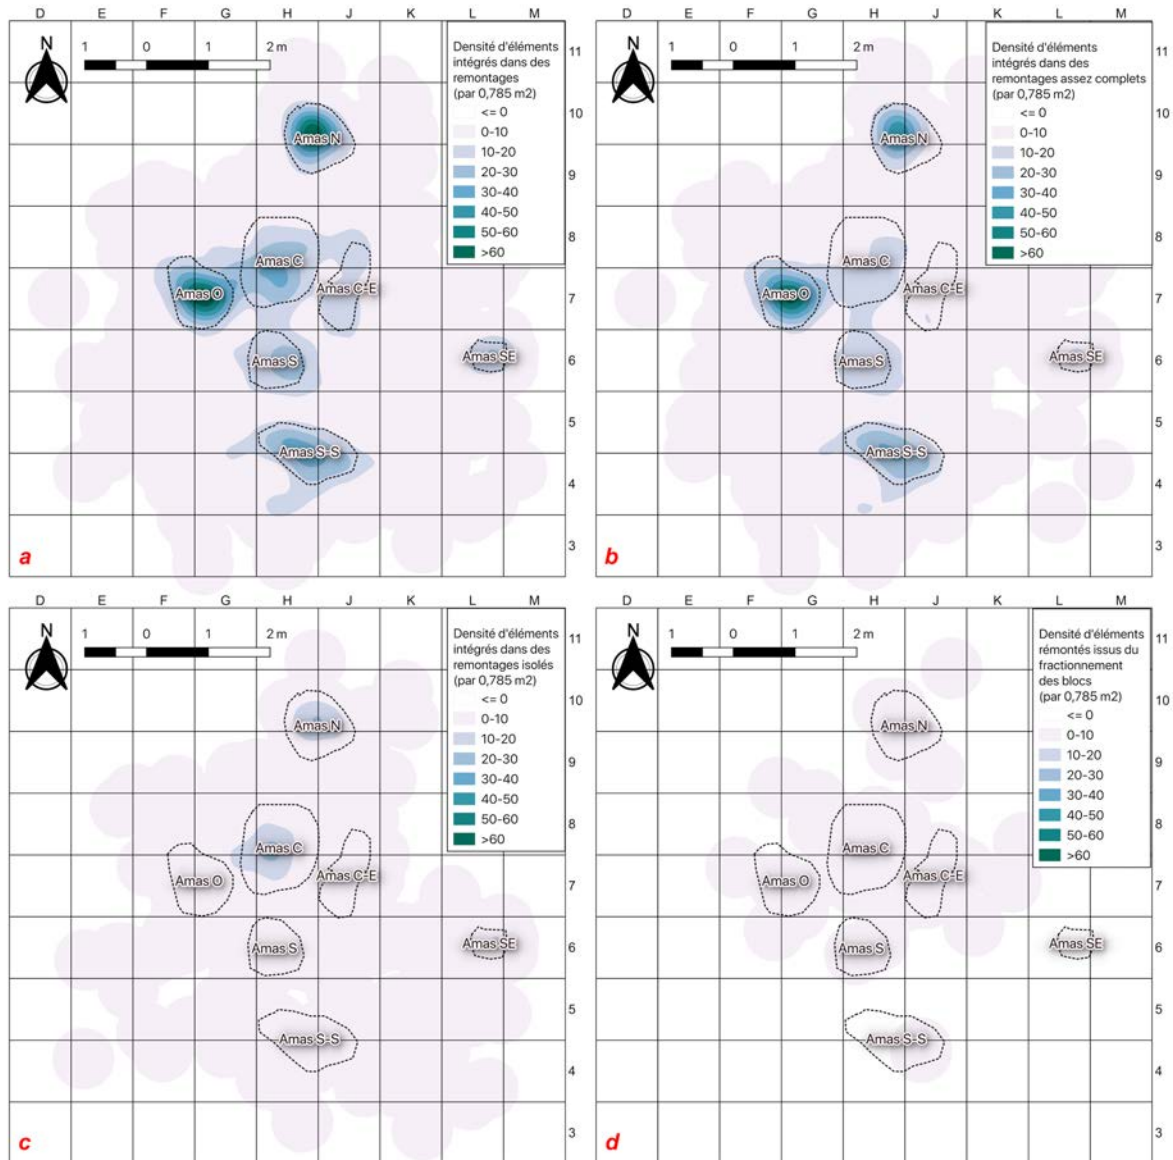 D E F G H J K L M
N
1 0 1 2 m
Densité d'éléments
intégrés dans des
remontages
(par 0,785 m2)
<= 0
0-10
10-20
20-30
30-40
40-50
50-60
>60
11
10
9
8
7
6
5
4
3
Amas N
Amas C
Amas O
Amas C-E
Amas S
Amas SE
Amas S-S
a
D E F G H J K L M
N
1 0 1 2 m
Densité d'éléments
intégrés dans des
remontages assez complets
(par 0,785 m2)
<= 0
0-10
10-20
20-30
30-40
40-50
50-60
>60
11
10
9
8
7
6
5
4
3
Amas N
Amas C
Amas O
Amas C-E
Amas S
Amas SE
Amas S-S
b
D E F G H J K L M
N
1 0 1 2 m
Densité d'éléments
intégrés dans des
remontages isolés
(par 0,785 m2)
<= 0
0-10
10-20
20-30
30-40
40-50
50-60
>60
11
10
9
8
7
6
5
4
3
Amas N
Amas C
Amas O
Amas C-E
Amas S
Amas SE
Amas S-S
c
D E F G H J K L M
N
1 0 1 2 m
Densité d'éléments
rémontés issus du
fractionnement
des blocs
(par 0,785 m2)
<= 0
0-10
10-20
20-30
30-40
40-50
50-60
>60
11
10
9
8
7
6
5
4
3
Amas N
Amas C
Amas O
Amas C-E
Amas S
Amas SE
Amas S-S
d